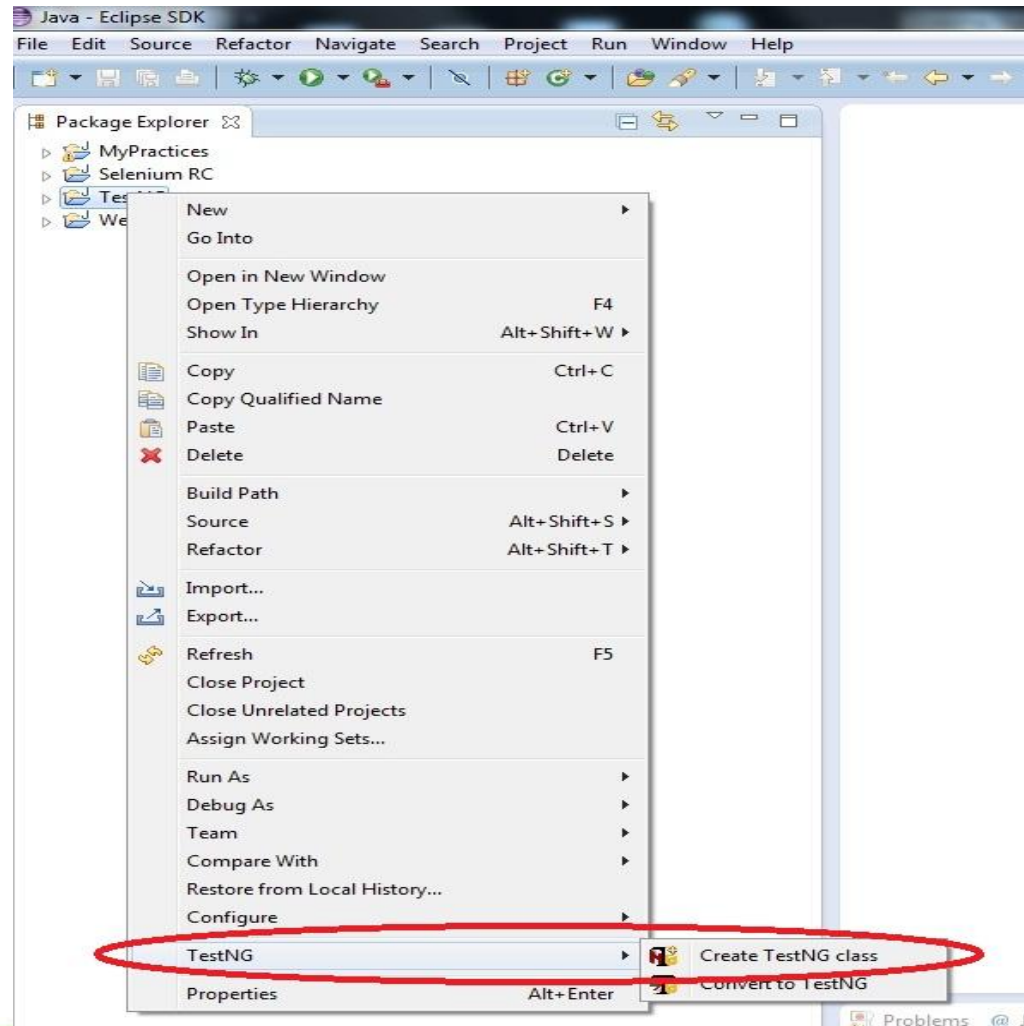 Java - Eclipse SDK
File Edit Source Refactor Navigate Search Project Run Window Help
Package Explorer
MyPractices
Selenium RC
Tes
We
New
Go Into
Open in New Window
Open Type Hierarchy F4
Show In Alt+Shift+W
Copy Ctrl+C
Copy Qualified Name
Paste Ctrl+V
Delete Delete
Build Path
Source Alt+Shift+S
Refactor Alt+Shift+T
Import...
Export...
Refresh F5
Close Project
Close Unrelated Projects
Assign Working Sets...
Run As
Debug As
Team
Compare With
Restore from Local History...
Configure
TestNG
Create TestNG class
Convert to TestNG
Properties Alt+Enter
Problems @